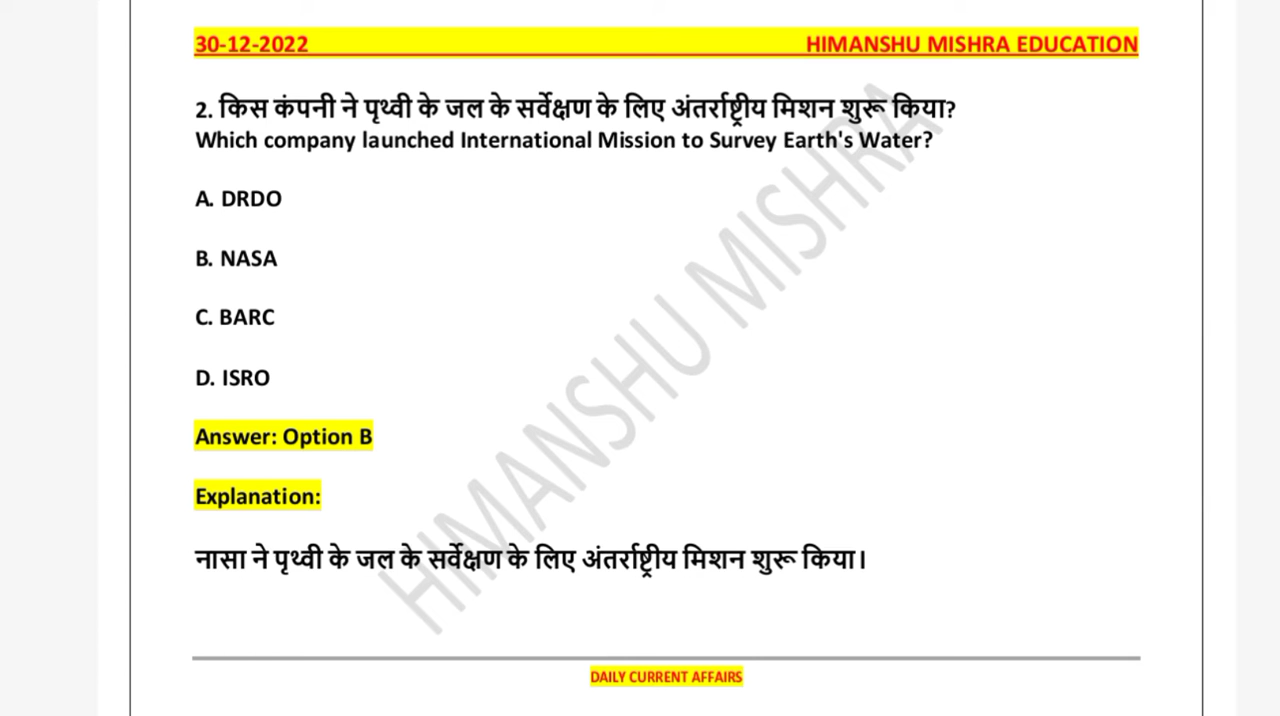 30-12-2022 HIMANSHU MISHRA EDUCATION
2. किस कंपनी ने पृथ्वी के जल के सर्वेक्षण के लिए अंतर्राष्ट्रीय मिशन शुरू किया?
Which company launched International Mission to Survey Earth's Water?
A. DRDO
B. NASA
C. BARC
D. ISRO
Answer: Option B
Explanation:
नासा ने पृथ्वी के जल के सर्वेक्षण के लिए अंतर्राष्ट्रीय मिशन शुरू किया।
HIMANSHU MISHRA
DAILY CURRENT AFFAIRS